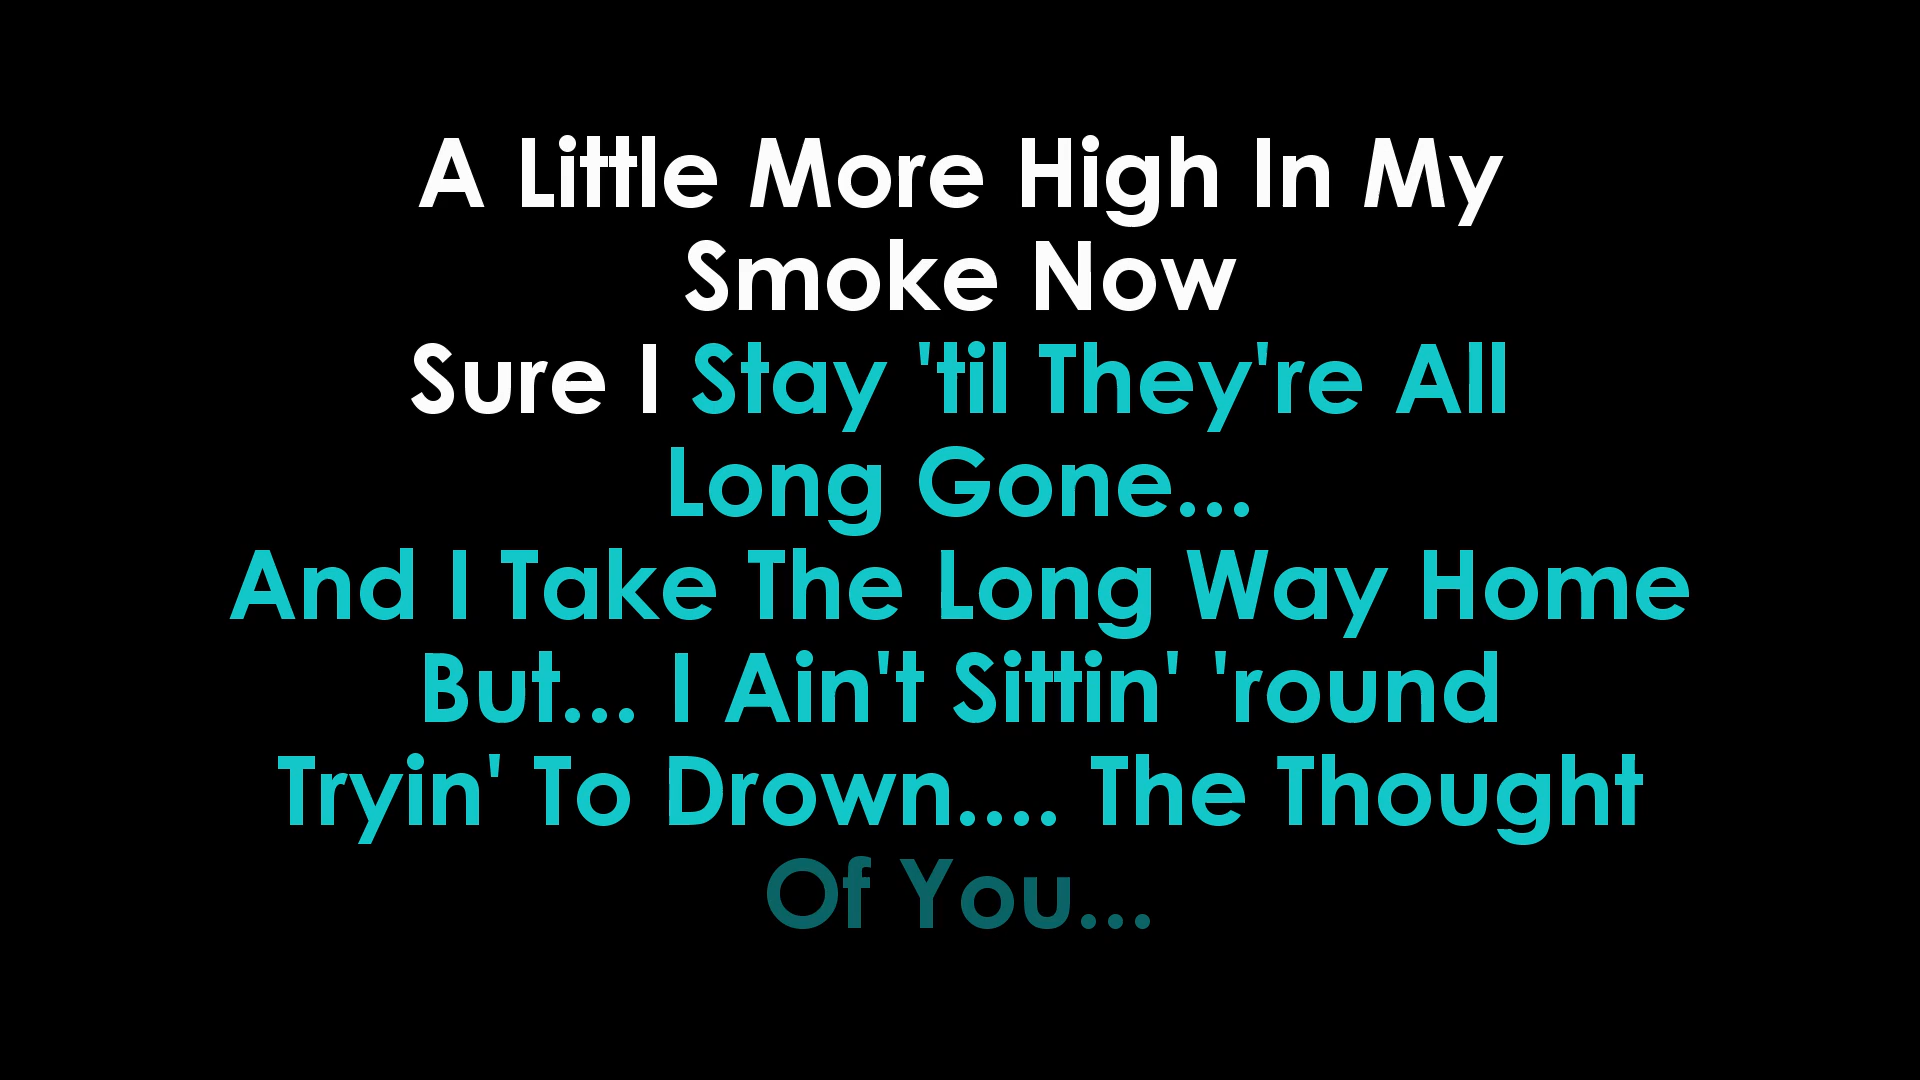 A Little More High In My
Smoke Now
Sure I Stay 'til They're All
Long Gone...
And I Take The Long Way Home
But... I Ain't Sittin' 'round
Tryin' To Drown.... The Thought
Of You...